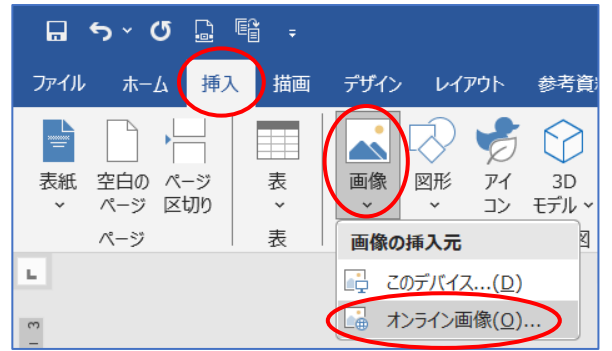 ファイル ホーム 挿入 描画 デザイン レイアウト 参考資
表紙 空白の ページ 表 画像 図形 アイ 3D
ページ 区切り コン モデル
ページ 表 図
画像の挿入元
このデバイス...(D)
オンライン画像(O)...
L
3